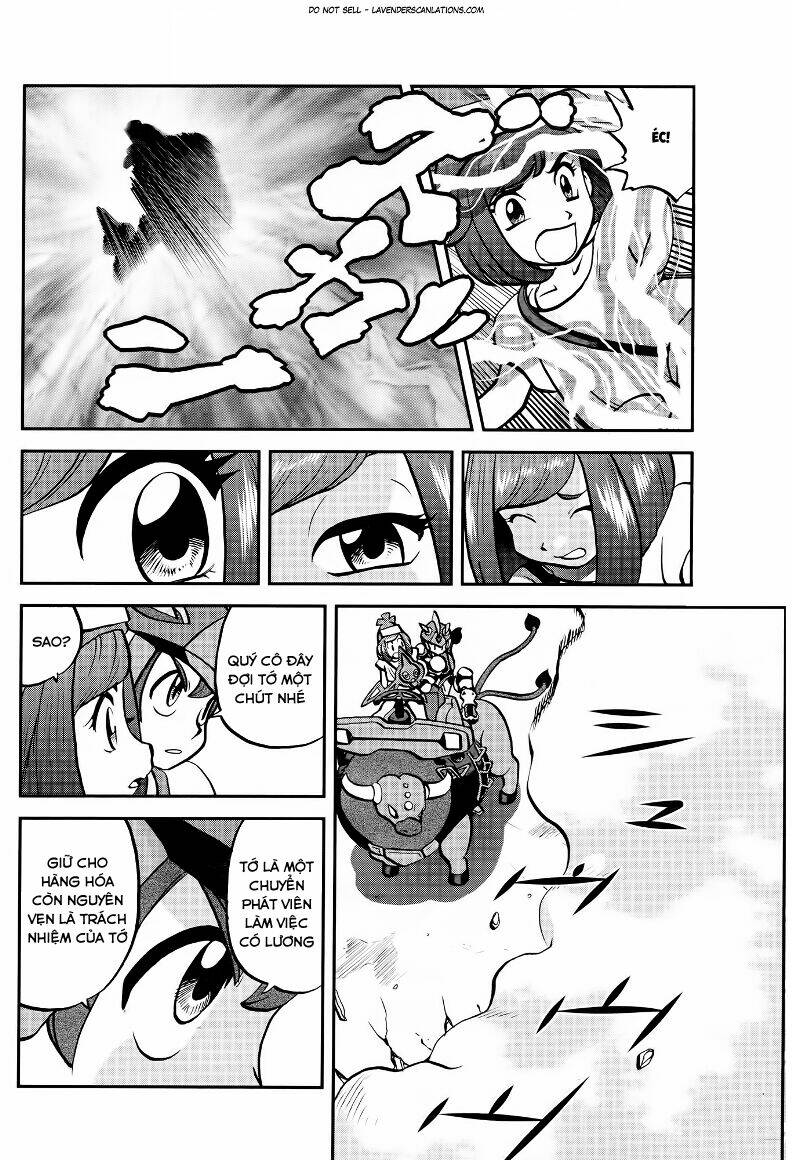 DO NOT SELL - LAVENDERSCANLATIONS.COM
ÉC!
SAO?
QUÝ CÔ ĐÂY
ĐỢI TỚ MỘT
CHÚT NHÉ
TỚ LÀ MỘT
CHUYỂN
PHÁT VIÊN
LÀM VIỆC
CÓ LƯƠNG
GIỮ CHO
HÀNG HÓA
CÒN NGUYÊN
VẸN LÀ TRÁCH
NHIỆM CỦA TỚ